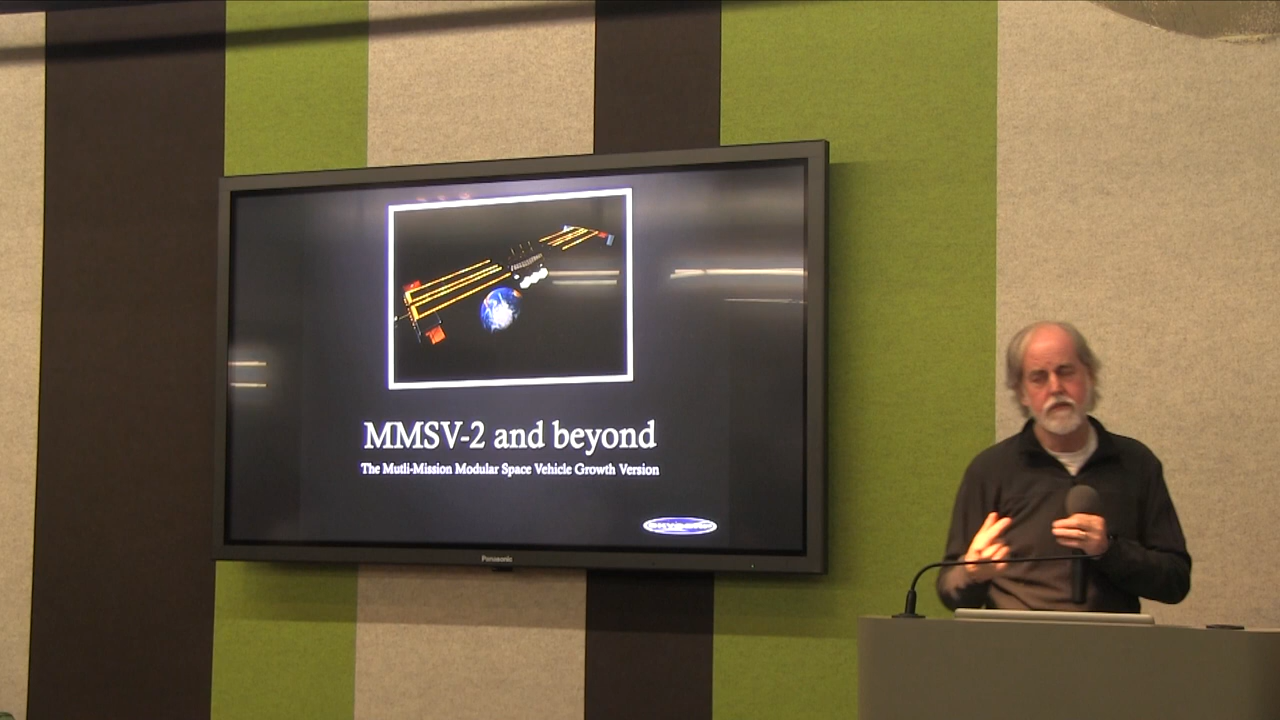 MMSV-2 and beyond
The Mutli-Mission Modular Space Vehicle Growth Version
Panasonic